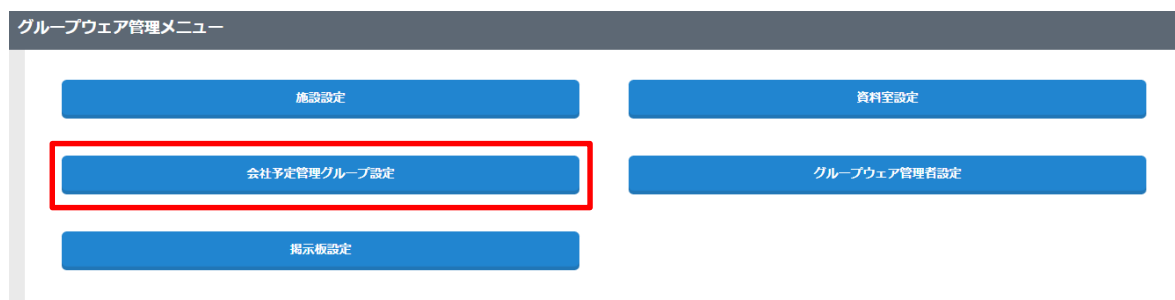 グループウェア管理メニュー
施設設定
資料室設定
会社予定管理グループ設定
グループウェア管理者設定
掲示板設定